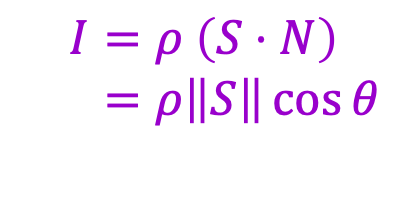 I = ρ (S · N)
= ρ‖S‖ cos θ